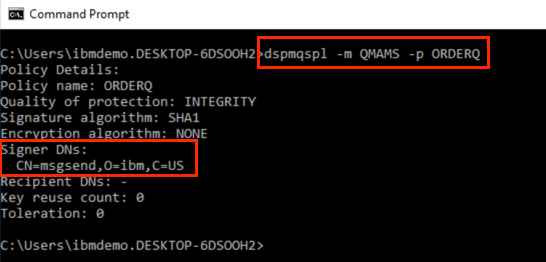 Command Prompt
C:\Users\ibmdemo.DESKTOP-6DSOOH2>dspmqspl -m QMAMS -p ORDERQ
Policy Details:
Policy name: ORDERQ
Quality of protection: INTEGRITY
Signature algorithm: SHA1
Encryption algorithm: NONE
Signer DNs:
  CN=msgsend,O=ibm,C=US
Recipient DNs: -
Key reuse count: 0
Toleration: 0
C:\Users\ibmdemo.DESKTOP-6DSOOH2>